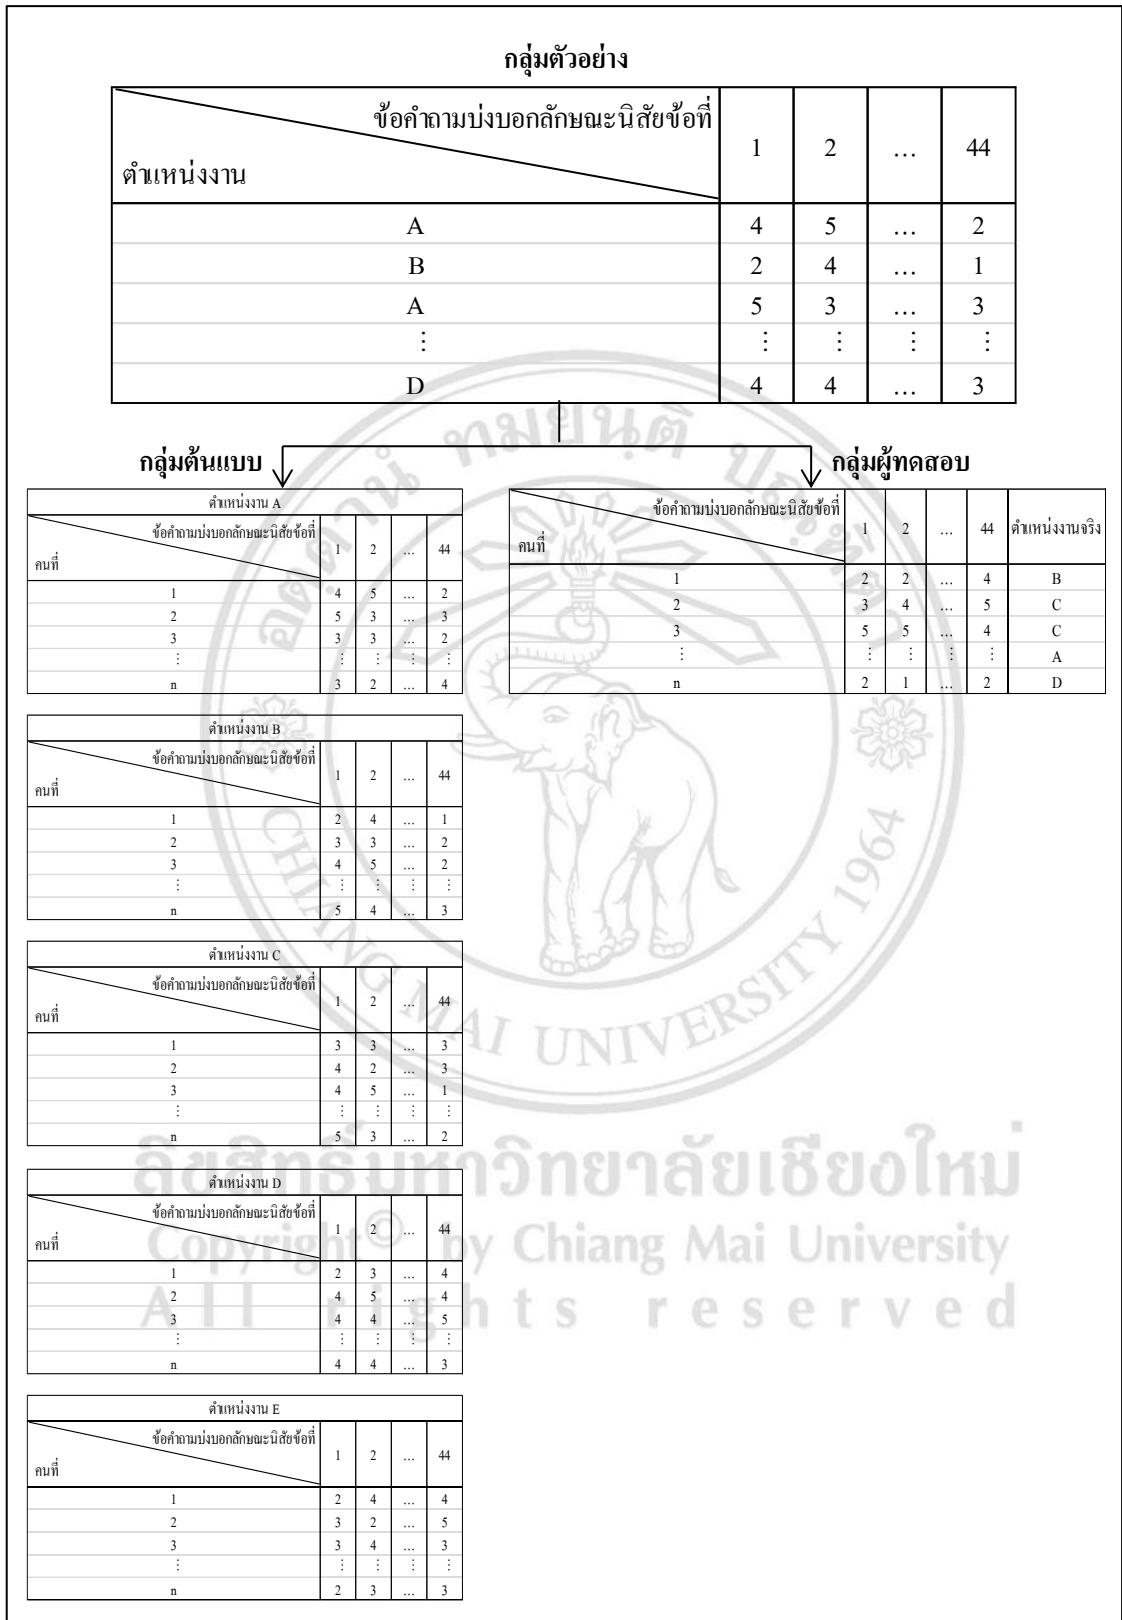 กลุ่มตัวอย่าง
ข้อคำถามบ่งบอกลักษณะนิสัยข้อที่ 1 2 ... 44
ตำแหน่งงาน
A 4 5 ... 2
B 2 4 ... 1
A 5 3 ... 3
⋮ ⋮ ⋮ ⋮ ⋮
D 4 4 ... 3
กลุ่มต้นแบบ
ตำแหน่งงาน A
ข้อคำถามบ่งบอกลักษณะนิสัยข้อที่ 1 2 ... 44
คนที่
1 4 5 ... 2
2 5 3 ... 3
3 3 3 ... 2
⋮ ⋮ ⋮ ⋮ ⋮
n 3 2 ... 4
ตำแหน่งงาน B
ข้อคำถามบ่งบอกลักษณะนิสัยข้อที่ 1 2 ... 44
คนที่
1 2 4 ... 1
2 3 3 ... 2
3 4 5 ... 2
⋮ ⋮ ⋮ ⋮ ⋮
n 5 4 ... 3
ตำแหน่งงาน C
ข้อคำถามบ่งบอกลักษณะนิสัยข้อที่ 1 2 ... 44
คนที่
1 3 3 ... 3
2 4 2 ... 3
3 4 5 ... 1
⋮ ⋮ ⋮ ⋮ ⋮
n 5 3 ... 2
ตำแหน่งงาน D
ข้อคำถามบ่งบอกลักษณะนิสัยข้อที่ 1 2 ... 44
คนที่
1 2 3 ... 4
2 4 5 ... 4
3 4 4 ... 5
⋮ ⋮ ⋮ ⋮ ⋮
n 4 4 ... 3
ตำแหน่งงาน E
ข้อคำถามบ่งบอกลักษณะนิสัยข้อที่ 1 2 ... 44
คนที่
1 2 4 ... 4
2 3 2 ... 5
3 3 4 ... 3
⋮ ⋮ ⋮ ⋮ ⋮
n 2 3 ... 3
กลุ่มผู้ทดสอบ
ข้อคำถามบ่งบอกลักษณะนิสัยข้อที่ 1 2 ... 44 ตำแหน่งงานจริง
คนที่
1 2 2 ... 4 B
2 3 4 ... 5 C
3 5 5 ... 4 C
⋮ ⋮ ⋮ ⋮ ⋮ A
n 2 1 ... 2 D
อตฺตานํ ทมยนฺติ ปณฺฑิตา
CHIANG MAI UNIVERSITY 1964
ลิขสิทธิ์มหาวิทยาลัยเชียงใหม่
Copyright© by Chiang Mai University
All rights reserved